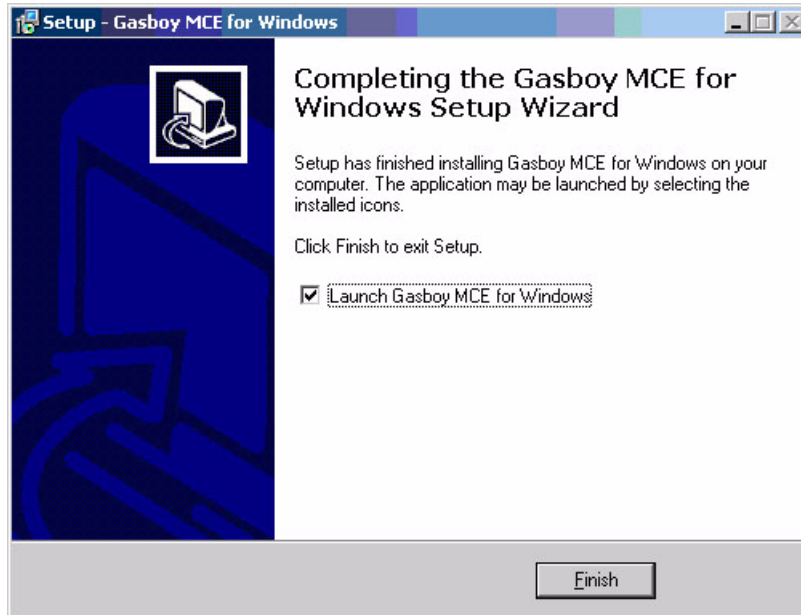 Setup - Gasboy MCE for Windows
Completing the Gasboy MCE for
Windows Setup Wizard
Setup has finished installing Gasboy MCE for Windows on your
computer. The application may be launched by selecting the
installed icons.
Click Finish to exit Setup.
Launch Gasboy MCE for Windows
Finish